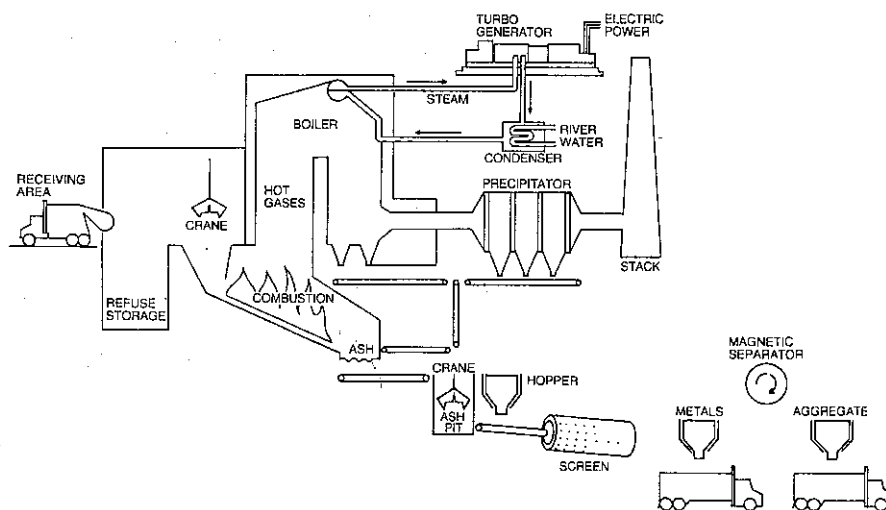 TURBO
GENERATOR
ELECTRIC
POWER
STEAM
BOILER
RIVER
WATER
CONDENSER
RECEIVING
AREA
CRANE
HOT
GASES
PRECIPITATOR
STACK
REFUSE
STORAGE
COMBUSTION
ASH
CRANE
HOPPER
ASH
PIT
SCREEN
MAGNETIC
SEPARATOR
METALS
AGGREGATE